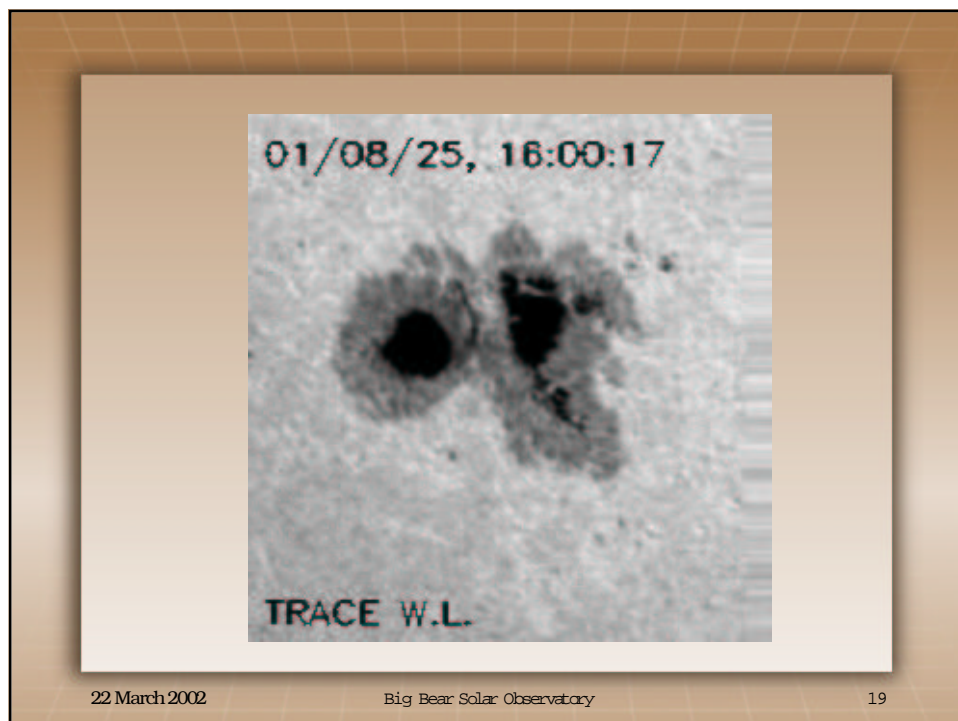 01/08/25, 16:00:17
TRACE W.L.
22 March 2002 Big Bear Solar Observatory 19